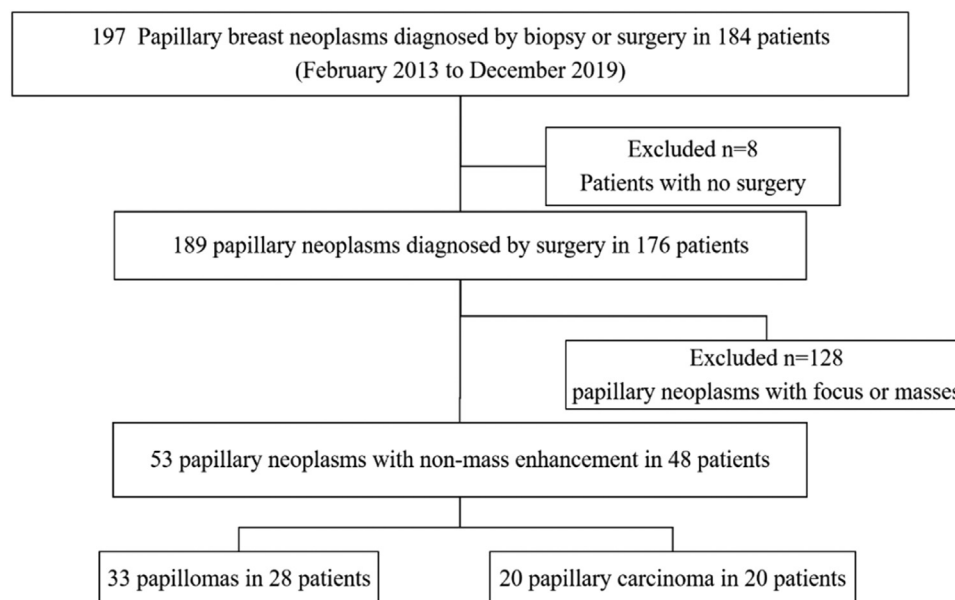 197 Papillary breast neoplasms diagnosed by biopsy or surgery in 184 patients
(February 2013 to December 2019)
Excluded n=8
Patients with no surgery
189 papillary neoplasms diagnosed by surgery in 176 patients
Excluded n=128
papillary neoplasms with focus or masses
53 papillary neoplasms with non-mass enhancement in 48 patients
33 papillomas in 28 patients
20 papillary carcinoma in 20 patients